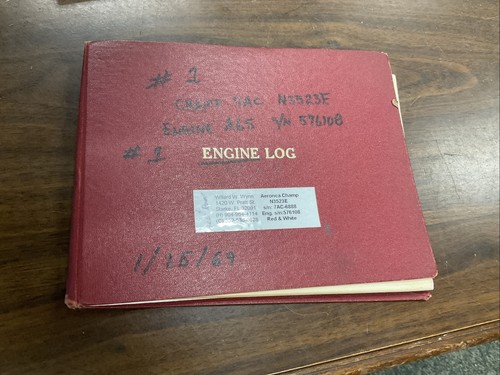 # 1
CHAMP 7AC N3523E
ENGINE A65 S/N 576108
# 1
ENGINE LOG
Aeronca Champ
N3523E
s/n: 7AC-
Eng. s/n:576108
Red & White
1/15/69